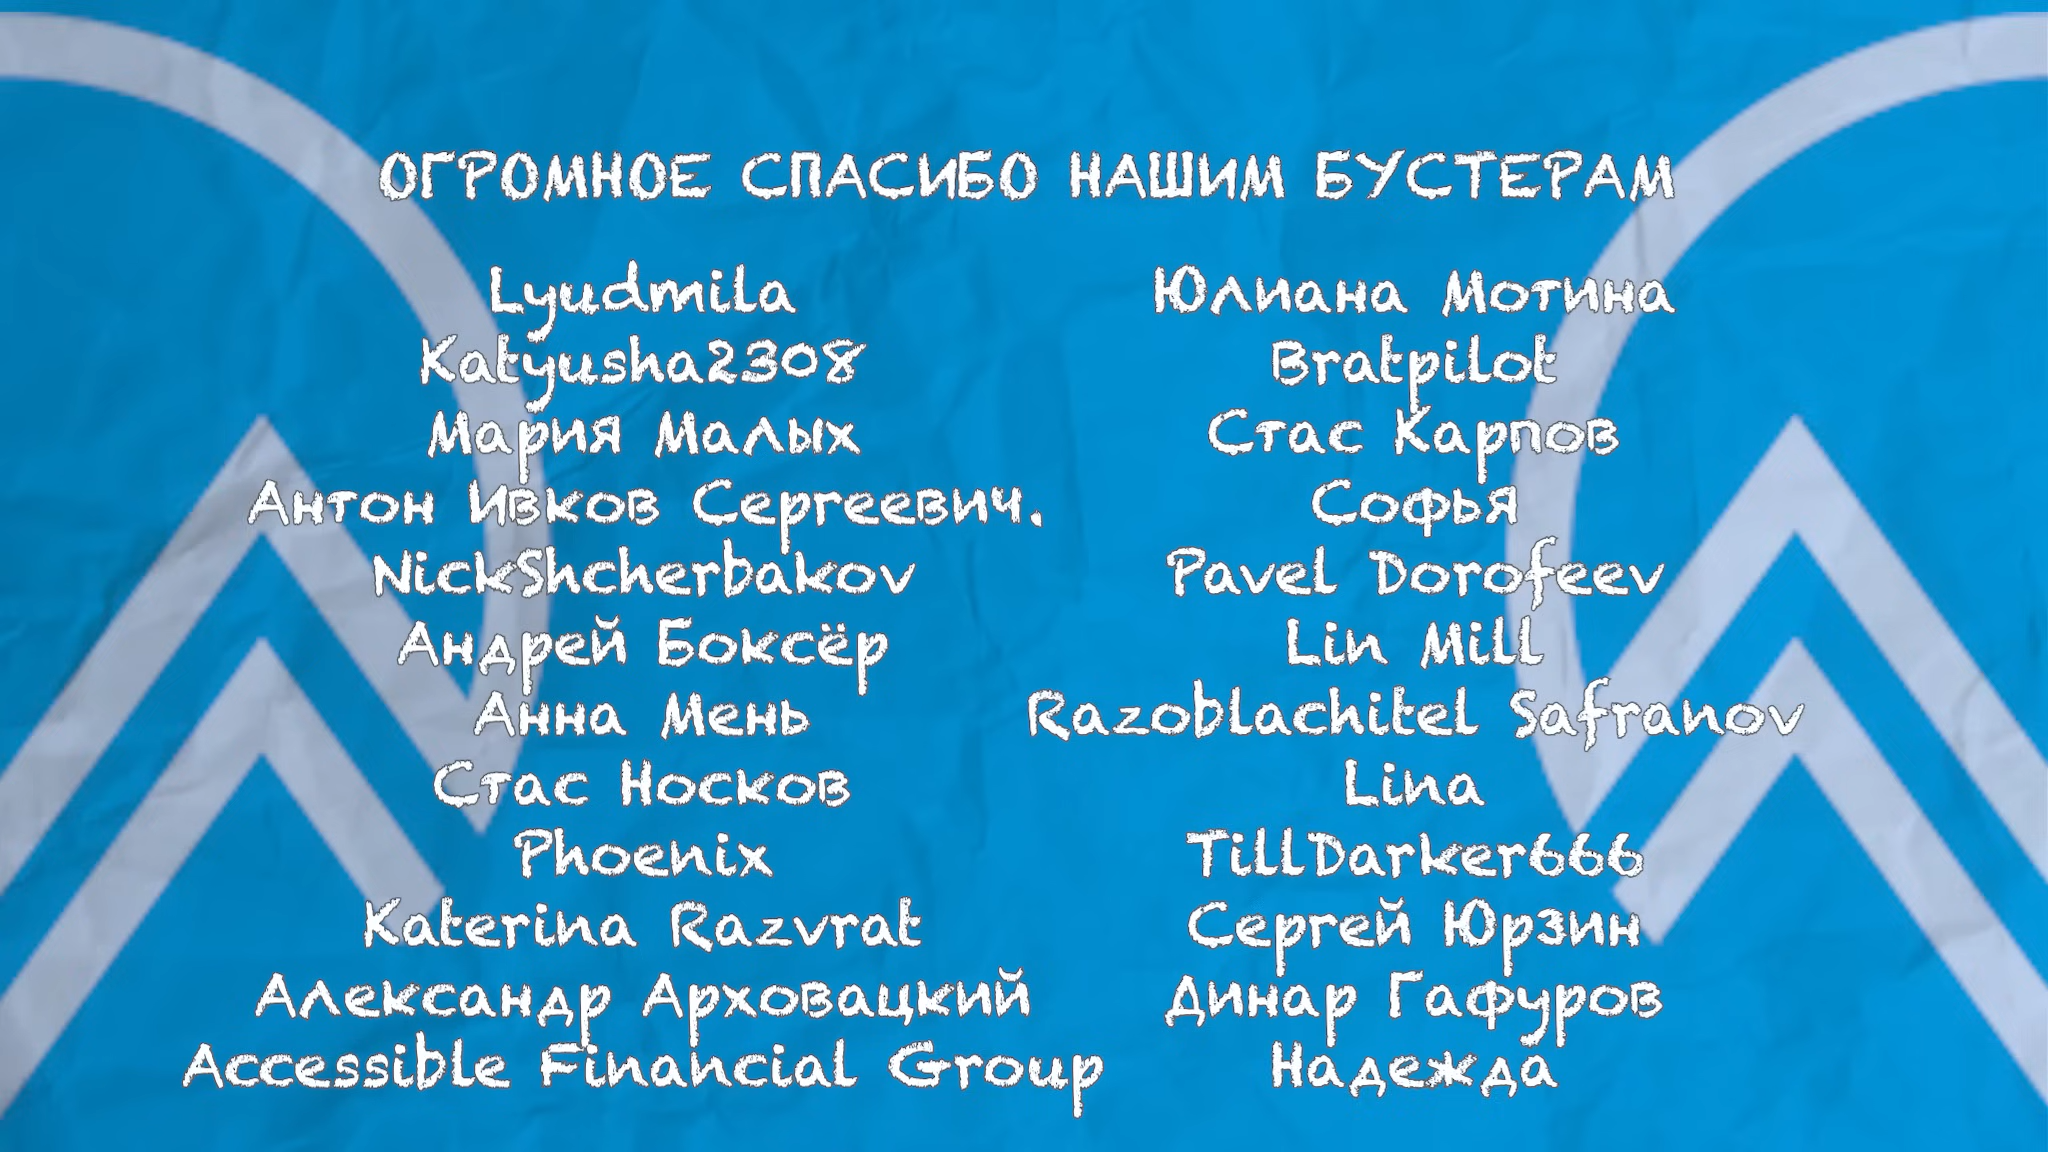 ОГРОМНОЕ СПАСИБО НАШИМ БУСТЕРАМ
Lyudmila
Katyusha2308
Мария Малых
Антон Ивков Сергеевич.
NickShcherbakov
Андрей Боксёр
Анна Мень
Стас Носков
Phoenix
Katerina Razvrat
Александр Арховацкий
Accessible Financial Group
Юлиана Мотина
Bratpilot
Стас Карпов
Софья
Pavel Dorofeev
Lin Mill
Razoblachitel Safranov
Lina
TillDarker666
Сергей Юрзин
Динар Гафуров
Надежда